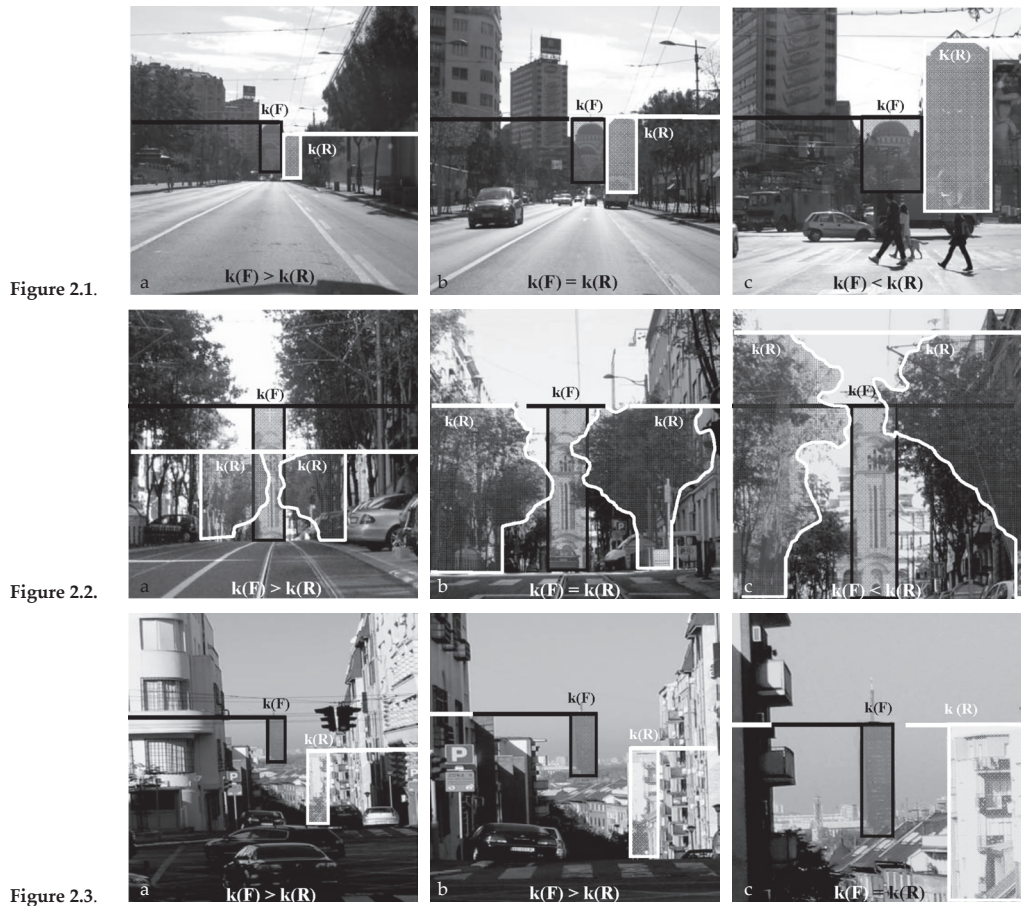 k(F)
k(R)
a
k(F) > k(R)
k(F)
k(R)
b
k(F) = k(R)
K(R)
k(F)
c
k(F) < k(R)
Figure 2.1.
k(F)
k(R)
k(R)
a
k(F) > k(R)
k(F)
k(R)
k(R)
b
k(F) = k(R)
k(R)
k(R)
k(F)
c
k(F) < k(R)
Figure 2.2.
k(F)
k(R)
P
a
k(F) > k(R)
k(F)
k(R)
P
b
k(F) > k(R)
k(F)
k (R)
c
k(F) = k(R)
Figure 2.3.